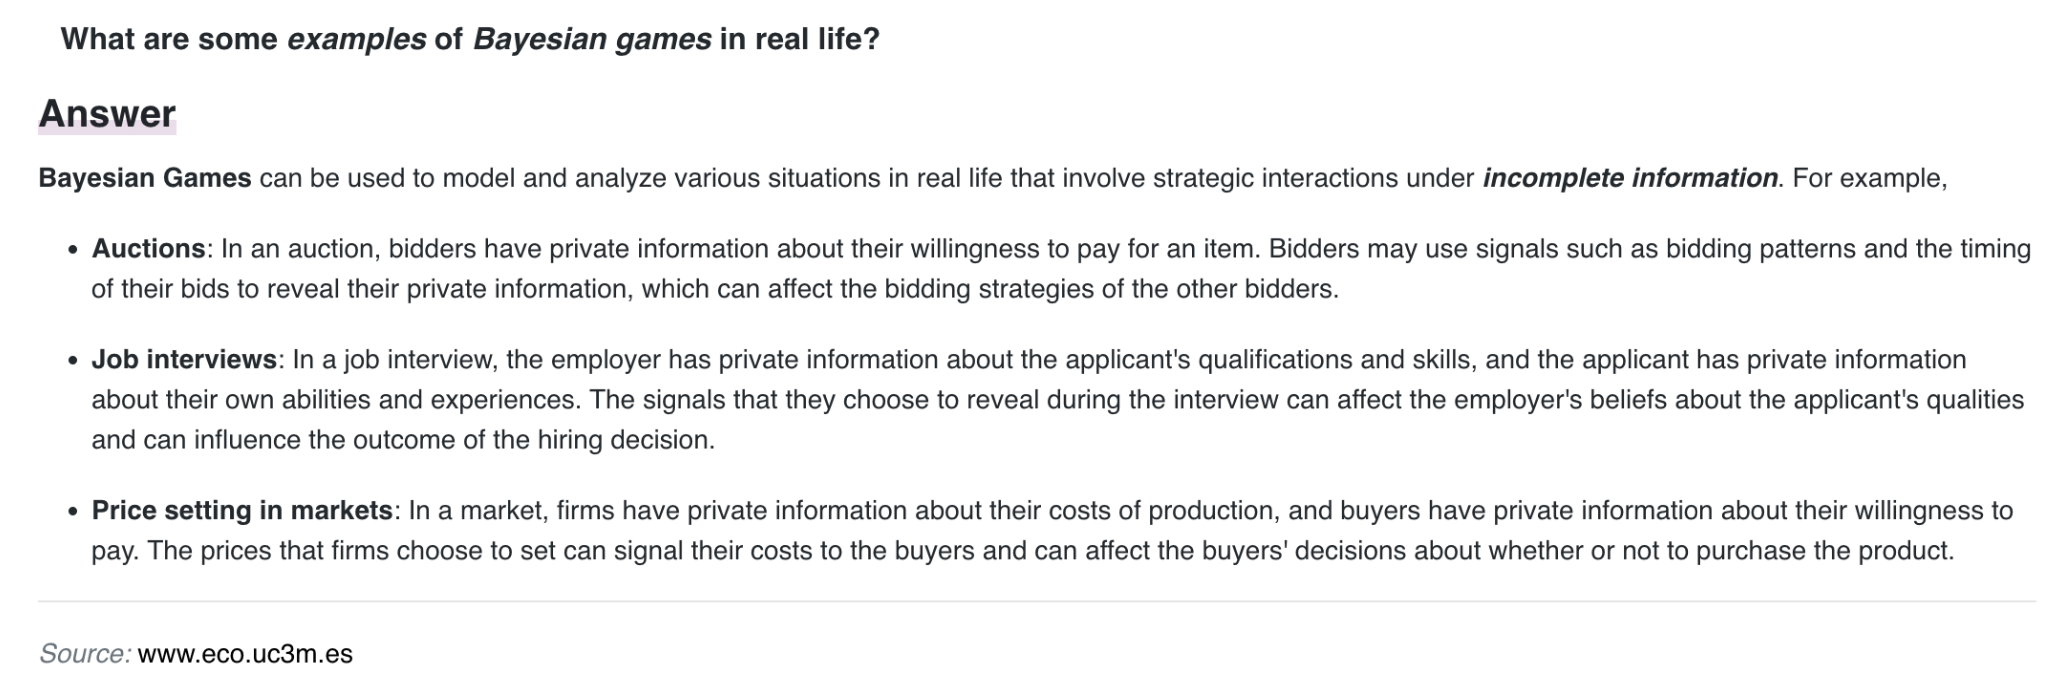 What are some examples of Bayesian games in real life?
Answer
Bayesian Games can be used to model and analyze various situations in real life that involve strategic interactions under incomplete information. For example,
• Auctions: In an auction, bidders have private information about their willingness to pay for an item. Bidders may use signals such as bidding patterns and the timing
of their bids to reveal their private information, which can affect the bidding strategies of the other bidders.
• Job interviews: In a job interview, the employer has private information about the applicant's qualifications and skills, and the applicant has private information
about their own abilities and experiences. The signals that they choose to reveal during the interview can affect the employer's beliefs about the applicant's qualities
and can influence the outcome of the hiring decision.
• Price setting in markets: In a market, firms have private information about their costs of production, and buyers have private information about their willingness to
pay. The prices that firms choose to set can signal their costs to the buyers and can affect the buyers' decisions about whether or not to purchase the product.
Source: www.eco.uc3m.es